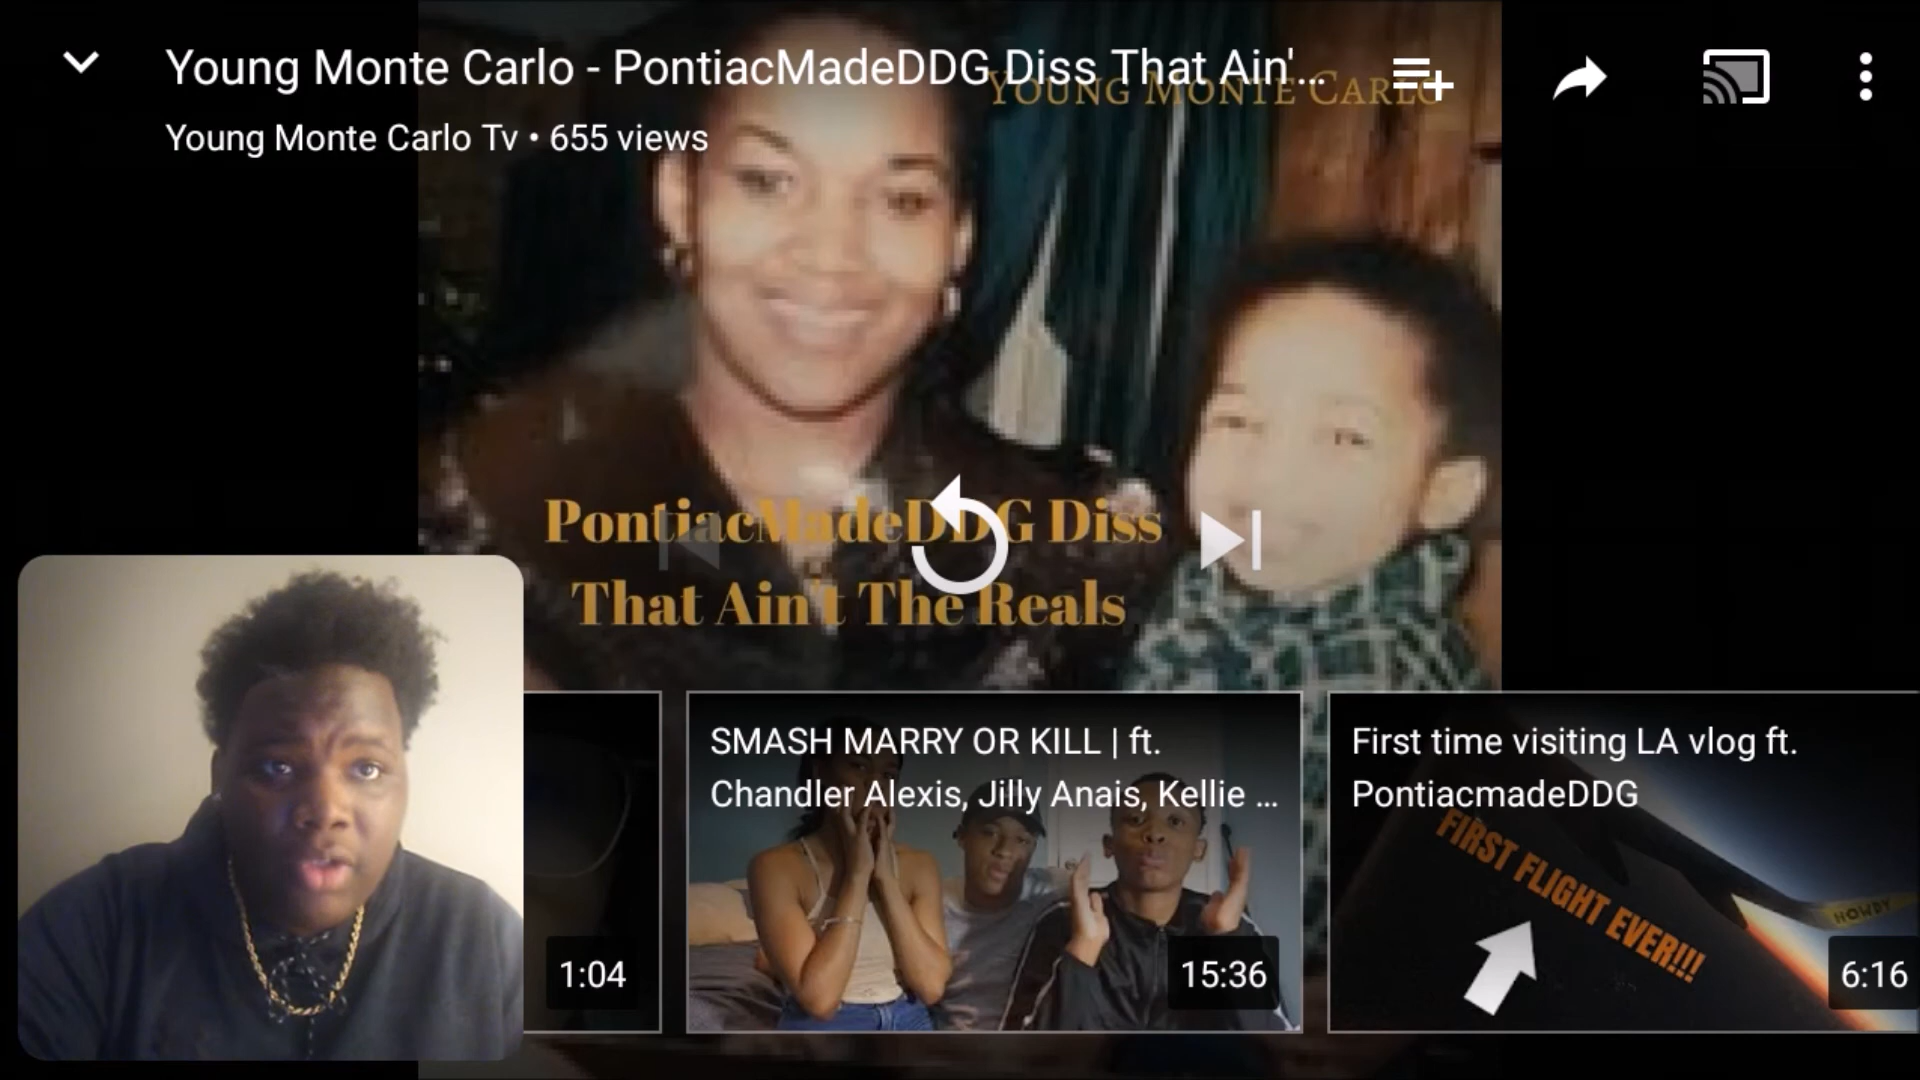 Young Monte Carlo - PontiacMadeDDG Diss That Ain'...
Young Monte Carlo
Young Monte Carlo Tv • 655 views
PontiacMadeDDG Diss
That Ain't The Reals
SMASH MARRY OR KILL | ft.
Chandler Alexis, Jilly Anais, Kellie ...
First time visiting LA vlog ft.
PontiacmadeDDG
FIRST FLIGHT EVER!!!
HOWDY
1:04
15:36
6:16